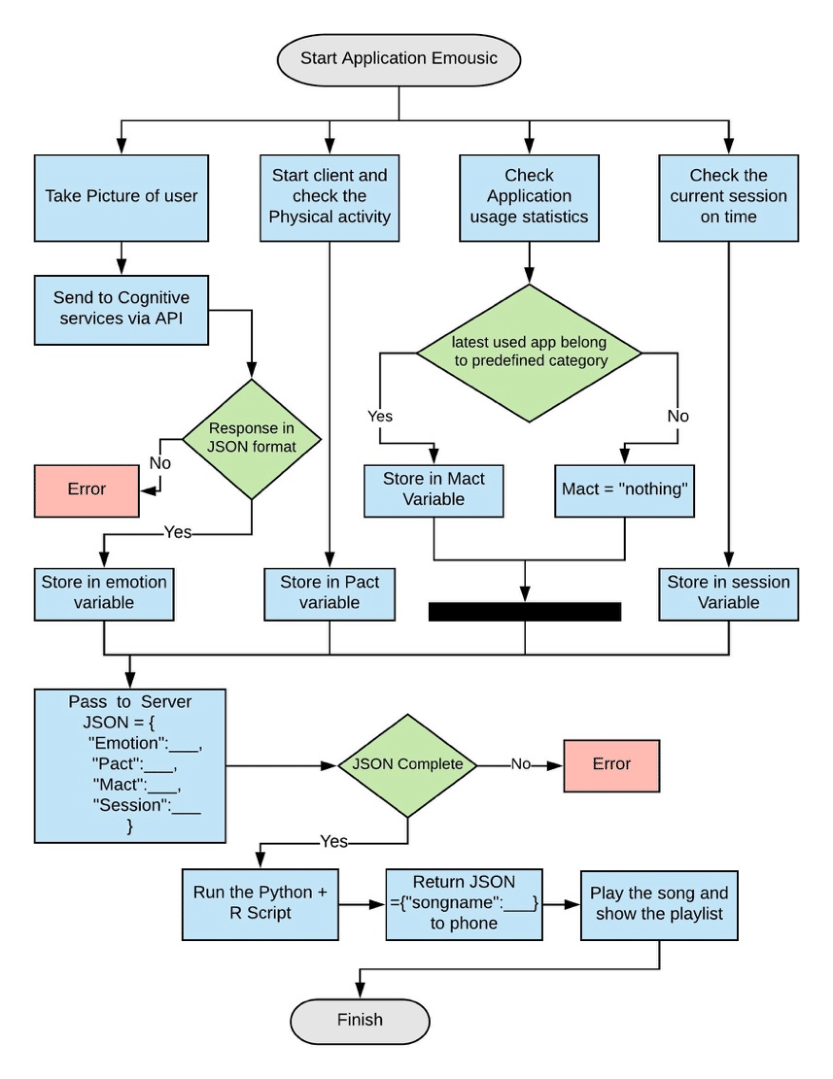 Start Application Emousic
Take Picture of user
Start client and
check the
Physical activity
Check
Application
usage statistics
Check the
current session
on time
Send to Cognitive
services via API
latest used app belong
to predefined category
Response in
JSON format
Yes
No
No
Error
Store in Mact
Variable
Mact = "nothing"
Yes
Store in emotion
variable
Store in Pact
variable
Store in session
Variable
Pass to Server
JSON = {
"Emotion":___,
"Pact":___,
"Mact":___,
"Session":___
}
JSON Complete
No
Error
Yes
Run the Python +
R Script
Return JSON
={"songname":___}
to phone
Play the song and
show the playlist
Finish